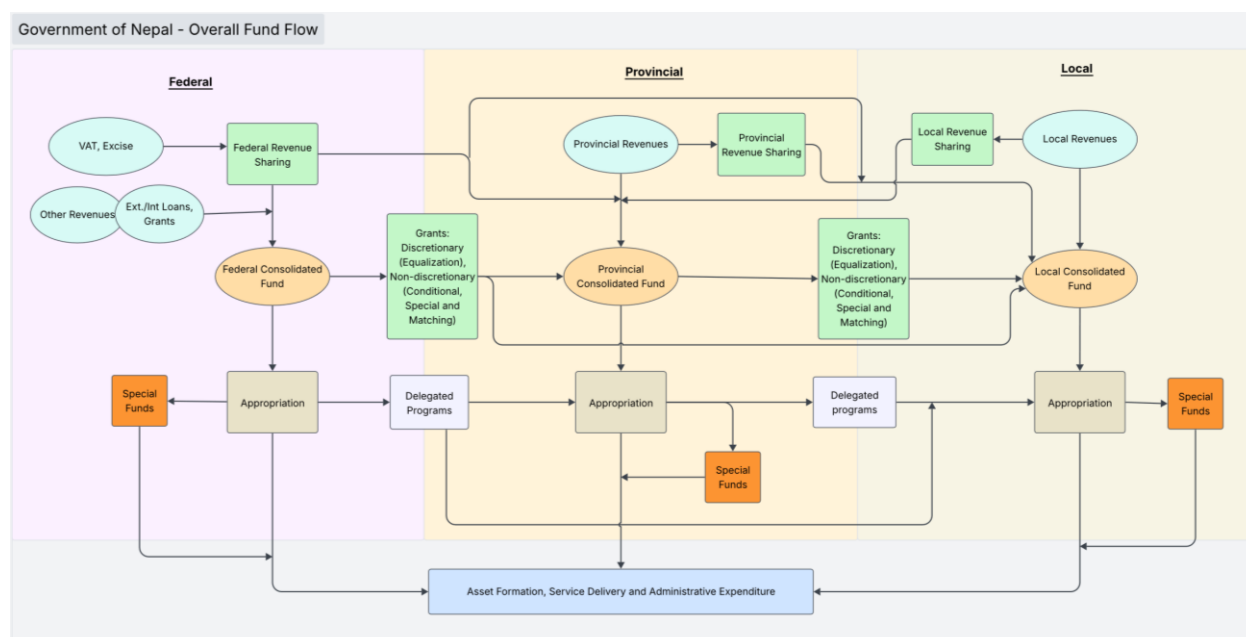 Government of Nepal - Overall Fund Flow
Federal
Provincial
Local
VAT, Excise
Federal Revenue
Sharing
Other Revenues
Ext./Int Loans,
Grants
Federal Consolidated
Fund
Grants:
Discretionary
(Equalization),
Non-discretionary
(Conditional,
Special and
Matching)
Special
Funds
Appropriation
Delegated
Programs
Provincial Revenues
Provincial
Revenue Sharing
Provincial
Consolidated Fund
Grants:
Discretionary
(Equalization),
Non-discretionary
(Conditional,
Special and
Matching)
Appropriation
Special
Funds
Delegated
programs
Local Revenue
Sharing
Local Revenues
Local Consolidated
Fund
Appropriation
Special
Funds
Asset Formation, Service Delivery and Administrative Expenditure